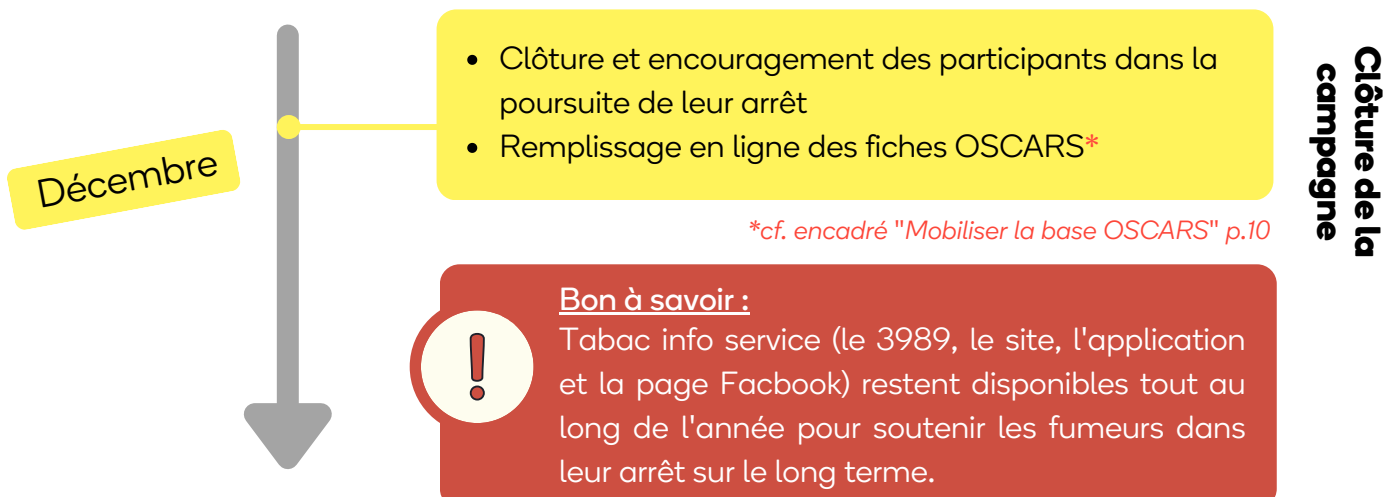 Décembre
• Clôture et encouragement des participants dans la
poursuite de leur arrêt
• Remplissage en ligne des fiches OSCARS*
*cf. encadré "Mobiliser la base OSCARS" p.10
Clôture de la
campagne
Bon à savoir :
Tabac info service (le 3989, le site, l'application
et la page Facbook) restent disponibles tout au
long de l'année pour soutenir les fumeurs dans
leur arrêt sur le long terme.